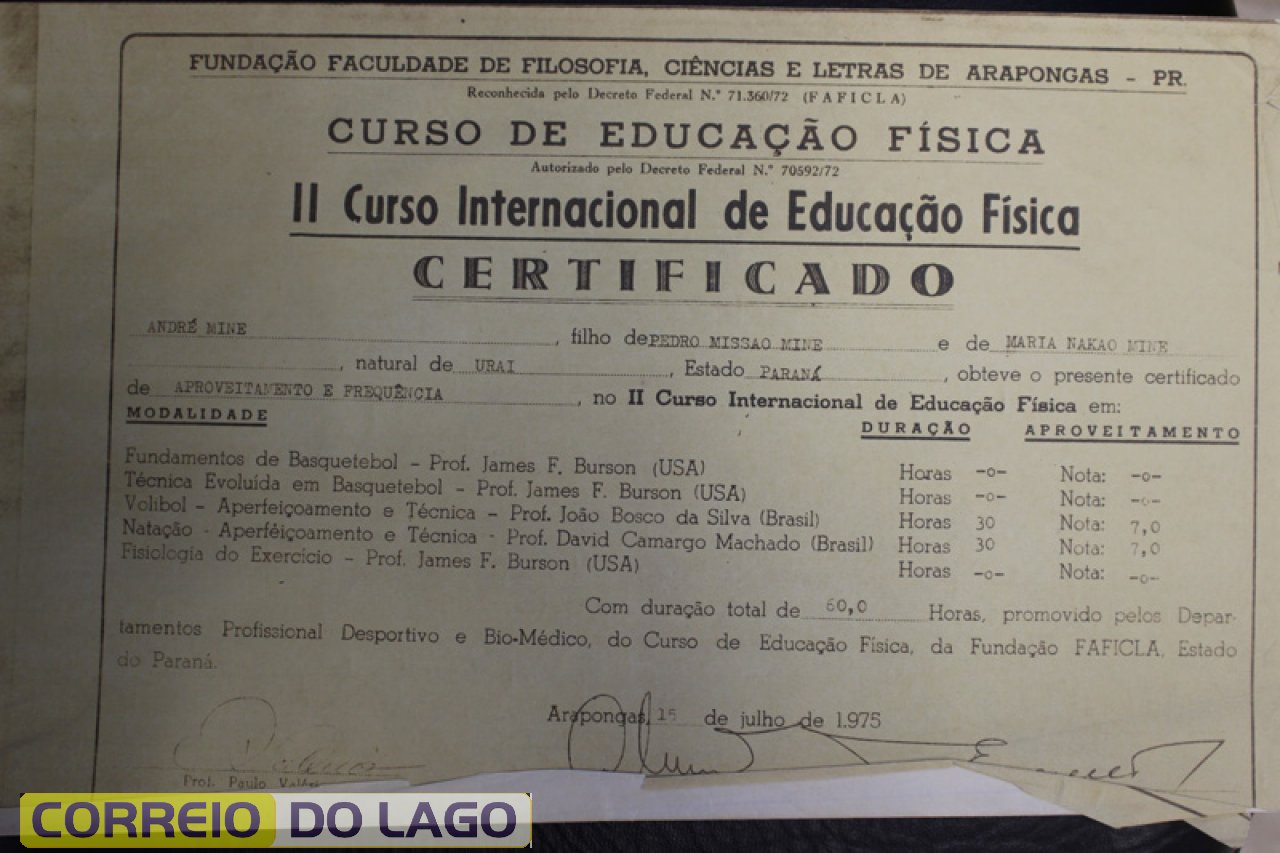 FUNDAÇÃO FACULDADE DE FILOSOFIA, CIÊNCIAS E LETRAS DE ARAPONGAS - PR.
Reconhecida pelo Decreto Federal N.° 71.360/72 (FAFICLA)
CURSO DE EDUCAÇÃO FÍSICA
Autorizado pelo Decreto Federal N.° 70592/72
II Curso Internacional de Educação Física
CERTIFICADO
ANDRÉ MINE, filho de PEDRO MISSAO MINE e de MARIA NAKAO MINE
, natural de URAI, Estado PARANÁ, obteve o presente certificado
de APROVEITAMENTO E FREQUÊNCIA, no II Curso Internacional de Educação Física em:
MODALIDADE DURAÇÃO APROVEITAMENTO
Fundamentos de Basquetebol - Prof. James F. Burson (USA) Horas -o- Nota: -o-
Técnica Evoluida em Basquetebol - Prof. James F. Burson (USA) Horas -o- Nota: -o-
Volibol - Aperfeiçoamento e Técnica - Prof. João Bosco da Silva (Brasil) Horas 30 Nota: 7,0
Natação - Aperféiçoamento e Técnica - Prof. David Camargo Machado (Brasil) Horas 30 Nota: 7,0
Fisiologia do Exercício - Prof. James F. Burson (USA) Horas -o- Nota: -o-
Com duração total de 60,0 Horas, promovido pelos Depar-
tamentos Profissional Desportivo e Bio-Médico, do Curso de Educação Física, da Fundação FAFICLA, Estado
do Paraná.
Arapongas, 15 de julho de 1.975
Prof. Paulo
CORREIO DO LAGO